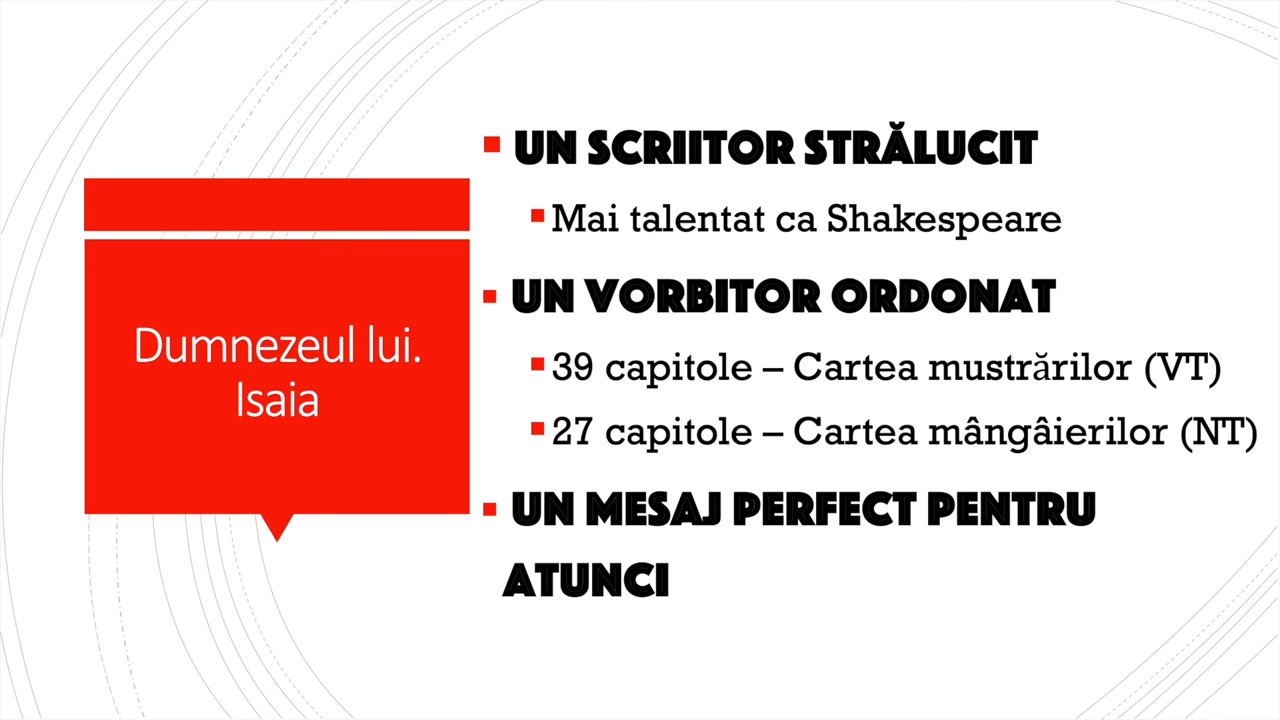 Dumnezeul lui.
Isaia
UN SCRIITOR STRĂLUCIT
Mai talentat ca Shakespeare
UN VORBITOR ORDONAT
39 capitole – Cartea mustrărilor (VT)
27 capitole – Cartea mângâierilor (NT)
UN MESAJ PERFECT PENTRU
ATUNCI